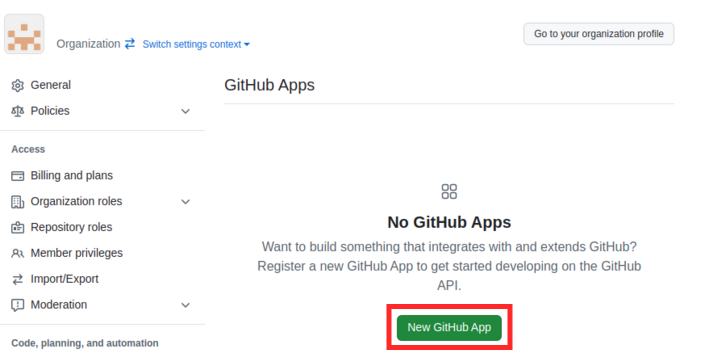 Go to your organization profile
Organization Switch settings context
General
GitHub Apps
Policies
Access
Billing and plans
Organization roles
No GitHub Apps
Repository roles
Want to build something that integrates with and extends GitHub?
Member privileges
Register a new GitHub App to get started developing on the GitHub
Import/Export
API.
Moderation
New GitHub App
Code, planning, and automation